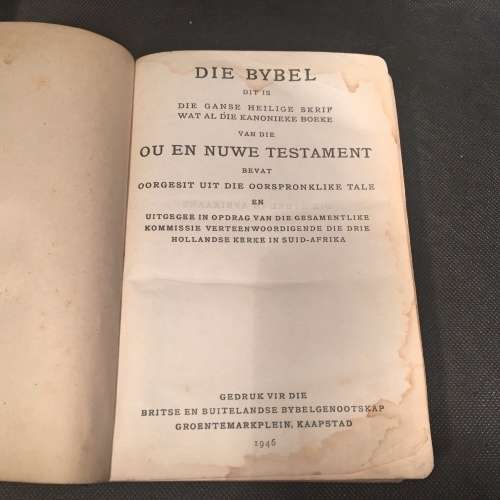 DIE BYBEL
DIT IS
DIE GANSE HEILIGE SKRIF
WAT AL DIE KANONIEKE BOEKE
VAN DIE
OU EN NUWE TESTAMENT
BEVAT
OORGESIT UIT DIE OORSPRONKLIKE TALE
EN
UITGEGEE IN OPDRAG VAN DIE GESAMENTLIKE
KOMMISSIE VERTEENWOORDIGENDE DIE DRIE
HOLLANDSE KERKE IN SUID-AFRIKA
GEDRUK VIR DIE
BRITSE EN BUITELANDSE BYBELGENOOTSKAP
GROENTEMARKPLEIN, KAAPSTAD
1946